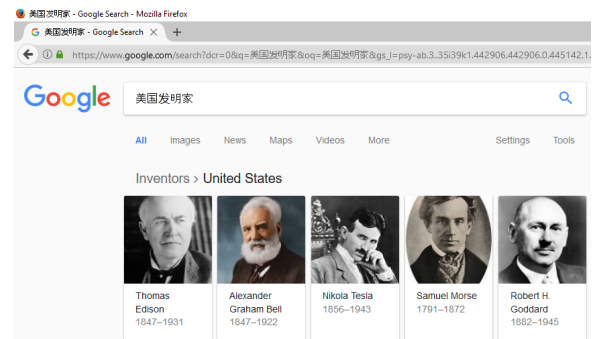 美国发明家 - Google Search - Mozilla Firefox
G 美国发明家 - Google Search × +
https://www.google.com/search?dcr=0&q=美国发明家&oq=美国发明家&gs_l=psy-ab.3..35i39k1.442906.442906.0.445142.1.
Google 美国发明家
All Images News Maps Videos More Settings Tools
Inventors > United States
Thomas Edison
1847–1931
Alexander Graham Bell
1847–1922
Nikola Tesla
1856–1943
Samuel Morse
1791–1872
Robert H. Goddard
1882–1945